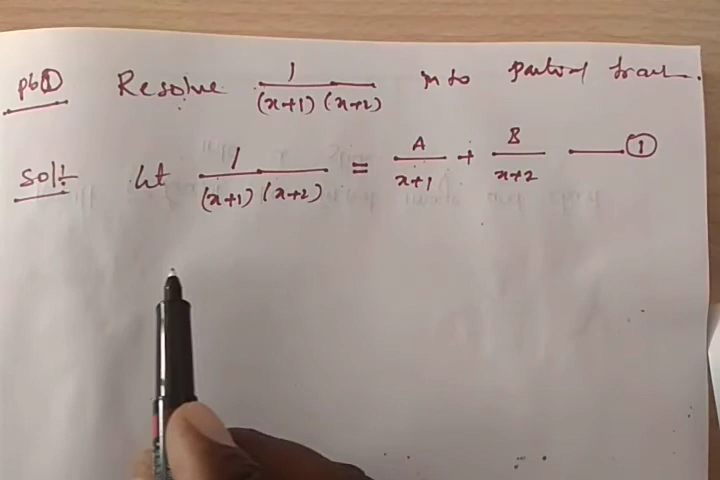 pb① Resolve 1/((x+1)(x+2)) into partial fract.
Sol: Let 1/((x+1)(x+2)) = A/(x+1) + B/(x+2) —— ①